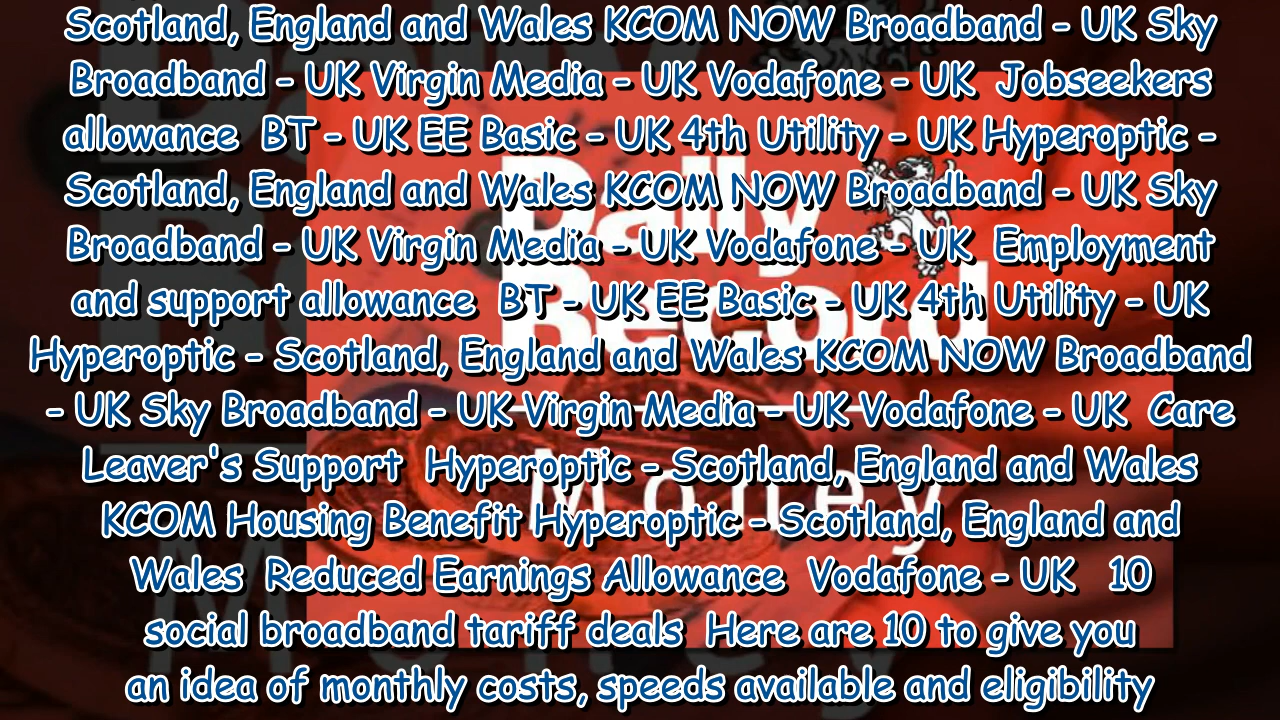 Scotland, England and Wales KCOM NOW Broadband - UK Sky
Broadband - UK Virgin Media - UK Vodafone - UK  Jobseekers
allowance  BT - UK EE Basic - UK 4th Utility - UK Hyperoptic -
Scotland, England and Wales KCOM NOW Broadband - UK Sky
Broadband - UK Virgin Media - UK Vodafone - UK  Employment
and support allowance  BT - UK EE Basic - UK 4th Utility - UK
Hyperoptic - Scotland, England and Wales KCOM NOW Broadband
- UK Sky Broadband - UK Virgin Media - UK Vodafone - UK  Care
Leaver's Support  Hyperoptic - Scotland, England and Wales
KCOM Housing Benefit Hyperoptic - Scotland, England and
Wales  Reduced Earnings Allowance  Vodafone - UK   10
social broadband tariff deals  Here are 10 to give you
an idea of monthly costs, speeds available and eligibility
Daily
Record
Money